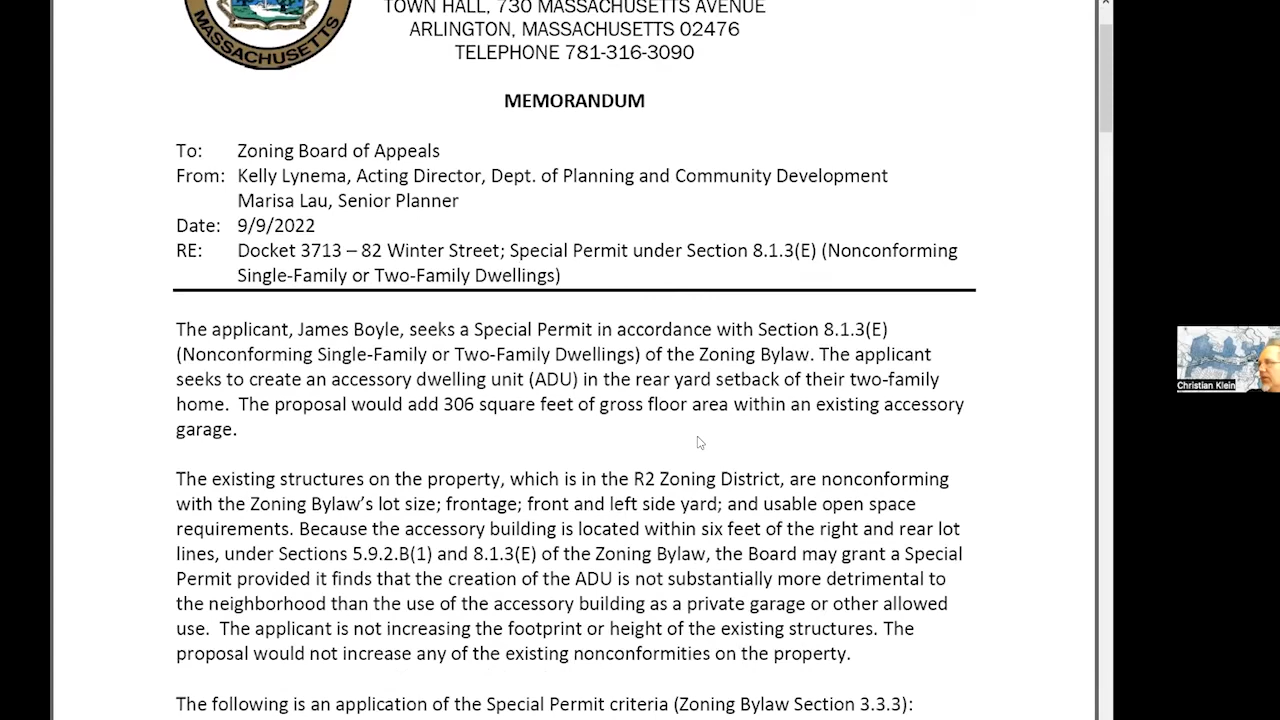 MASSACHUSETTS
TOWN HALL, 730 MASSACHUSETTS AVENUE
ARLINGTON, MASSACHUSETTS 02476
TELEPHONE 781-316-3090
MEMORANDUM
To: Zoning Board of Appeals
From: Kelly Lynema, Acting Director, Dept. of Planning and Community Development
Marisa Lau, Senior Planner
Date: 9/9/2022
RE: Docket 3713 – 82 Winter Street; Special Permit under Section 8.1.3(E) (Nonconforming
Single-Family or Two-Family Dwellings)
The applicant, James Boyle, seeks a Special Permit in accordance with Section 8.1.3(E)
(Nonconforming Single-Family or Two-Family Dwellings) of the Zoning Bylaw. The applicant
seeks to create an accessory dwelling unit (ADU) in the rear yard setback of their two-family
home. The proposal would add 306 square feet of gross floor area within an existing accessory
garage.
The existing structures on the property, which is in the R2 Zoning District, are nonconforming
with the Zoning Bylaw's lot size; frontage; front and left side yard; and usable open space
requirements. Because the accessory building is located within six feet of the right and rear lot
lines, under Sections 5.9.2.B(1) and 8.1.3(E) of the Zoning Bylaw, the Board may grant a Special
Permit provided it finds that the creation of the ADU is not substantially more detrimental to
the neighborhood than the use of the accessory building as a private garage or other allowed
use. The applicant is not increasing the footprint or height of the existing structures. The
proposal would not increase any of the existing nonconformities on the property.
The following is an application of the Special Permit criteria (Zoning Bylaw Section 3.3.3):
Christian Klein